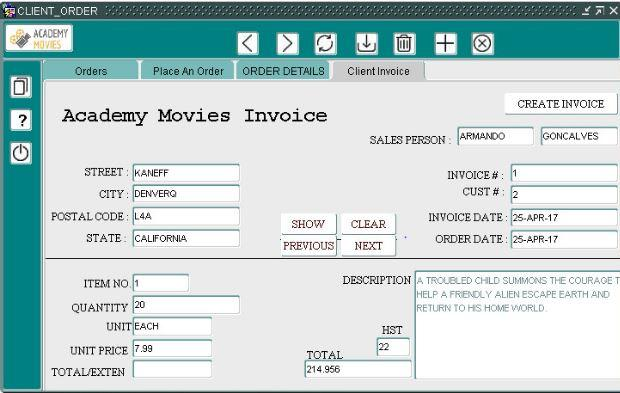 CLIENT_ORDER
ACADEMY
MOVIES
Orders
Place An Order
ORDER DETAILS
Client Invoice
Academy Movies Invoice
CREATE INVOICE
SALES PERSON : ARMANDO GONCALVES
STREET : KANEFF
INVOICE # : 1
CITY : DENVERQ
CUST # : 2
POSTAL CODE : L4A
INVOICE DATE : 25-APR-17
STATE : CALIFORNIA
ORDER DATE : 25-APR-17
SHOW CLEAR
PREVIOUS NEXT
ITEM NO. 1
QUANTITY 20
UNIT EACH
UNIT PRICE 7.99
TOTAL/EXTEN
DESCRIPTION
A TROUBLED CHILD SUMMONS THE COURAGE T
HELP A FRIENDLY ALIEN ESCAPE EARTH AND
RETURN TO HIS HOME WORLD.
HST
22
TOTAL
214.956